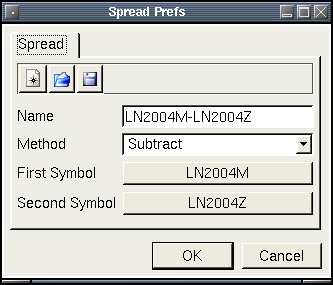 Spread Prefs
Spread
Name LN2004M-LN2004Z
Method Subtract
First Symbol LN2004M
Second Symbol LN2004Z
OK Cancel